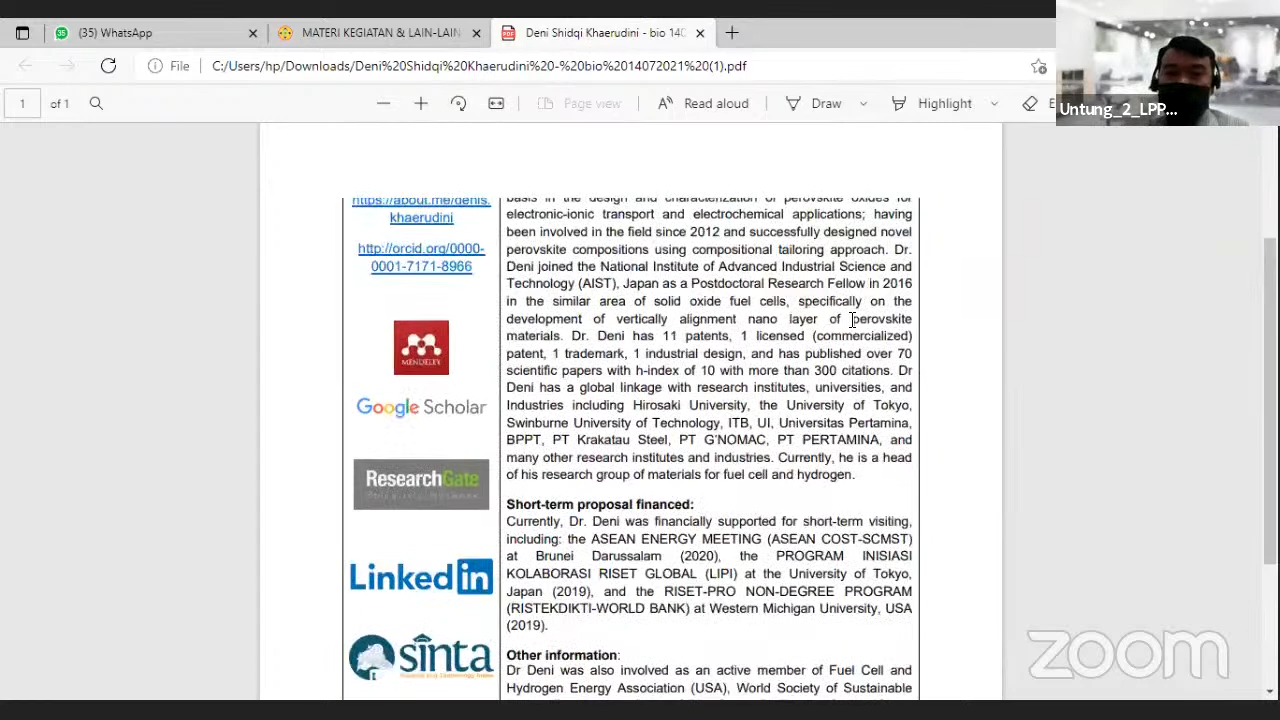 (35) WhatsApp
MATERI KEGIATAN & LAIN-LAIN
Deni Shidqi Khaerudini - bio 140
File
C:/Users/hp/Downloads/Deni%20Shidqi%20Khaerudini%20-%20bio%2014072021%20(1).pdf
1 of 1
Page view
Read aloud
Draw
Highlight
Untung_2_LPP...
https://about.me/denis.
khaerudini
http://orcid.org/0000-
0001-7171-8966
MENDELEY
Google Scholar
ResearchGate
Linked in
sinta
basis in the design and characterization of perovskite oxides for
electronic-ionic transport and electrochemical applications; having
been involved in the field since 2012 and successfully designed novel
perovskite compositions using compositional tailoring approach. Dr.
Deni joined the National Institute of Advanced Industrial Science and
Technology (AIST), Japan as a Postdoctoral Research Fellow in 2016
in the similar area of solid oxide fuel cells, specifically on the
development of vertically alignment nano layer of perovskite
materials. Dr. Deni has 11 patents, 1 licensed (commercialized)
patent, 1 trademark, 1 industrial design, and has published over 70
scientific papers with h-index of 10 with more than 300 citations. Dr
Deni has a global linkage with research institutes, universities, and
Industries including Hirosaki University, the University of Tokyo,
Swinburne University of Technology, ITB, UI, Universitas Pertamina,
BPPT, PT Krakatau Steel, PT G'NOMAC, PT PERTAMINA, and
many other research institutes and industries. Currently, he is a head
of his research group of materials for fuel cell and hydrogen.
Short-term proposal financed:
Currently, Dr. Deni was financially supported for short-term visiting,
including: the ASEAN ENERGY MEETING (ASEAN COST-SCMST)
at Brunei Darussalam (2020), the PROGRAM INISIASI
KOLABORASI RISET GLOBAL (LIPI) at the University of Tokyo,
Japan (2019), and the RISET-PRO NON-DEGREE PROGRAM
(RISTEKDIKTI-WORLD BANK) at Western Michigan University, USA
(2019).
Other information:
Dr Deni was also involved as an active member of Fuel Cell and
Hydrogen Energy Association (USA), World Society of Sustainable
zoom